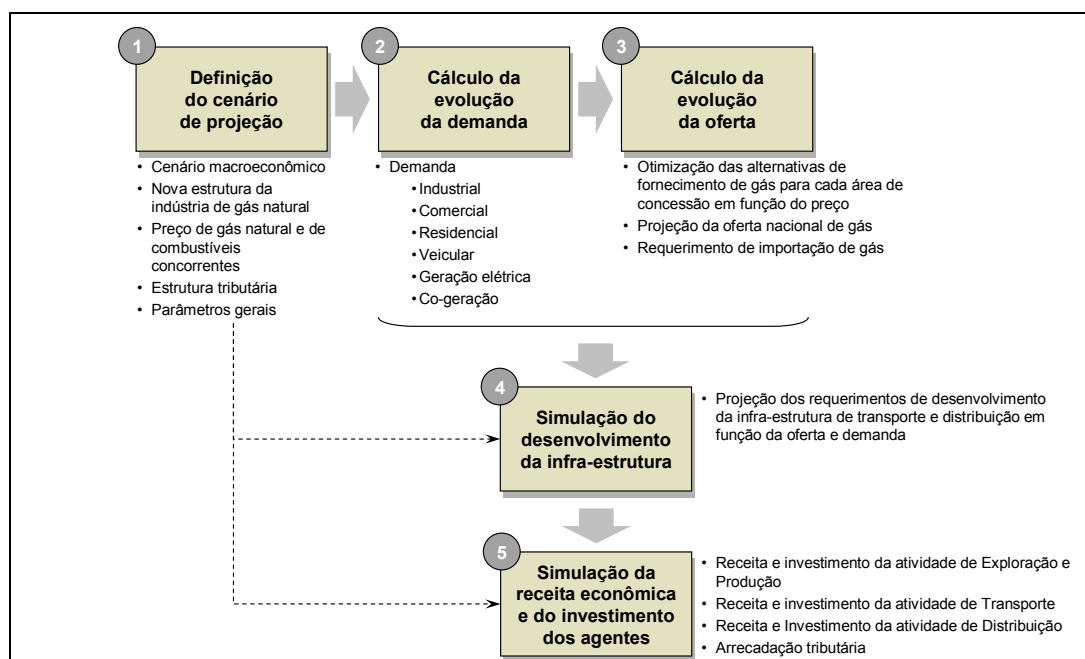 1
Definição
do cenário
de projeção
• Cenário macroeconômico
• Nova estrutura da
indústria de gás natural
• Preço de gás natural e de
combustíveis
concorrentes
• Estrutura tributária
• Parâmetros gerais
2
Cálculo da
evolução
da demanda
• Demanda
• Industrial
• Comercial
• Residencial
• Veicular
• Geração elétrica
• Co-geração
3
Cálculo da
evolução
da oferta
• Otimização das alternativas de
fornecimento de gás para cada área de
concessão em função do preço
• Projeção da oferta nacional de gás
• Requerimento de importação de gás
4
Simulação do
desenvolvimento
da infra-estrutura
• Projeção dos requerimentos de desenvolvimento
da infra-estrutura de transporte e distribuição em
função da oferta e demanda
5
Simulação da
receita econômica
e do investimento
dos agentes
• Receita e investimento da atividade de Exploração e
Produção
• Receita e investimento da atividade de Transporte
• Receita e Investimento da atividade de Distribuição
• Arrecadação tributária